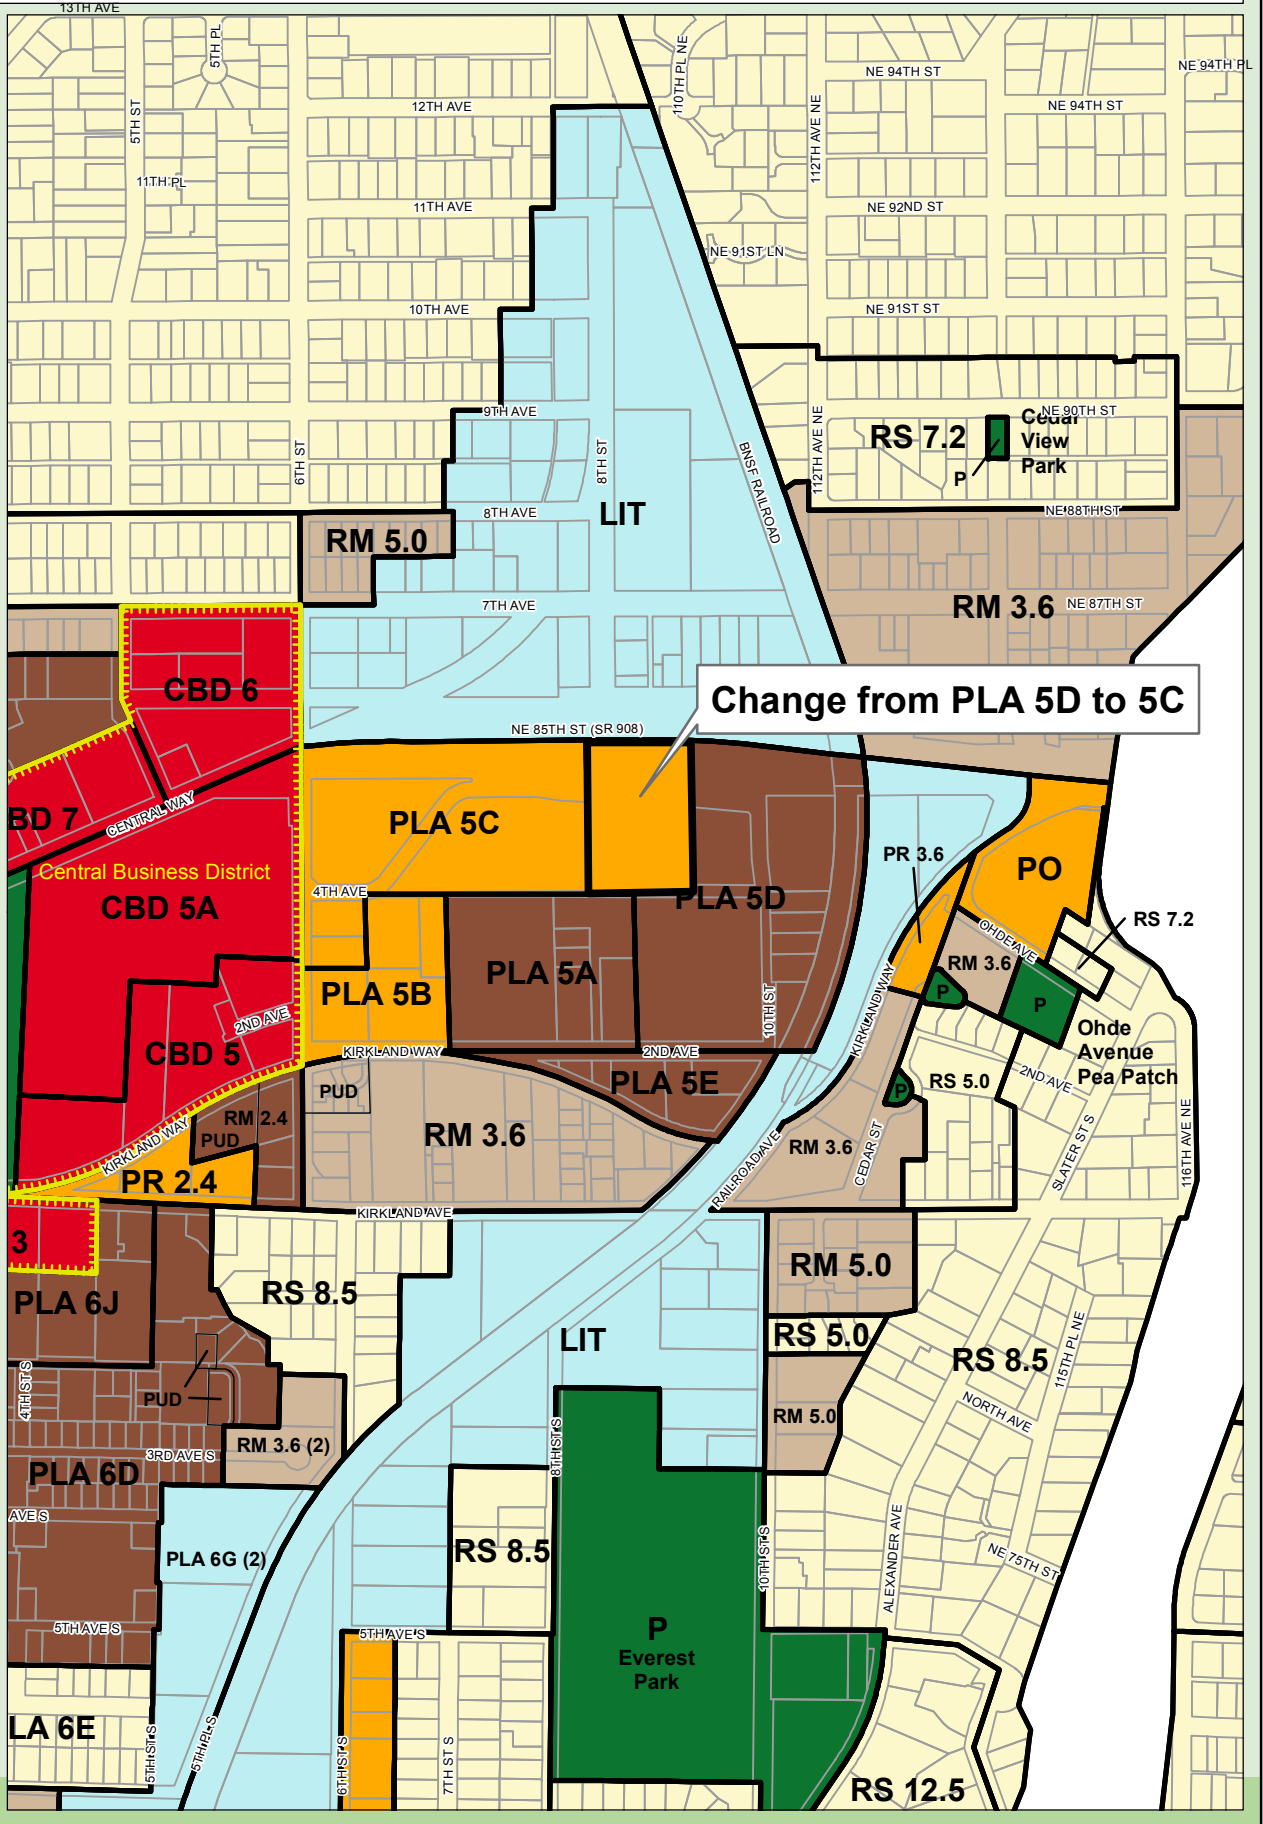 13TH AVE
5TH PL
110TH PL NE
NE 94TH ST
NE 94TH PL
12TH AVE
NE 94TH ST
5TH ST
112TH AVE NE
11TH PL
11TH AVE
NE 92ND ST
NE 91ST LN
10TH AVE
NE 91ST ST
9TH AVE
NE 90TH ST
Cedar
View
Park
RS 7.2
P
112TH AVE NE
6TH ST
8TH ST
BNSF RAILROAD
LIT
8TH AVE
NE 88TH ST
RM 5.0
7TH AVE
RM 3.6
NE 87TH ST
CBD 6
Change from PLA 5D to 5C
NE 85TH ST (SR 908)
BD 7
CENTRAL WAY
PLA 5C
PR 3.6
PO
Central Business District
CBD 5A
4TH AVE
PLA 5D
RS 7.2
OHDE AVE
RM 3.6
PLA 5A
PLA 5B
P
P
10TH ST
KIRKLAND WAY
2ND AVE
Ohde
Avenue
Pea Patch
CBD 5
KIRKLAND WAY
2ND AVE
PLA 5E
RS 5.0
2ND AVE
P
PUD
RM 2.4
PUD
KIRKLAND WAY
RM 3.6
RM 3.6
CEDAR ST
SLATER ST S
116TH AVE NE
PR 2.4
RAILROAD AVE
KIRKLAND AVE
3
RM 5.0
PLA 6J
RS 8.5
LIT
RS 5.0
RS 8.5
115TH PL NE
4TH ST S
PUD
NORTH AVE
RM 5.0
8TH ST S
RM 3.6 (2)
3RD AVE S
PLA 6D
AVE S
PLA 6G (2)
RS 8.5
10TH ST S
ALEXANDER AVE
NE 75TH ST
5TH AVE S
5TH AVE S
P
Everest
Park
LA 6E
5TH ST S
5TH PL S
6TH ST S
7TH ST S
RS 12.5